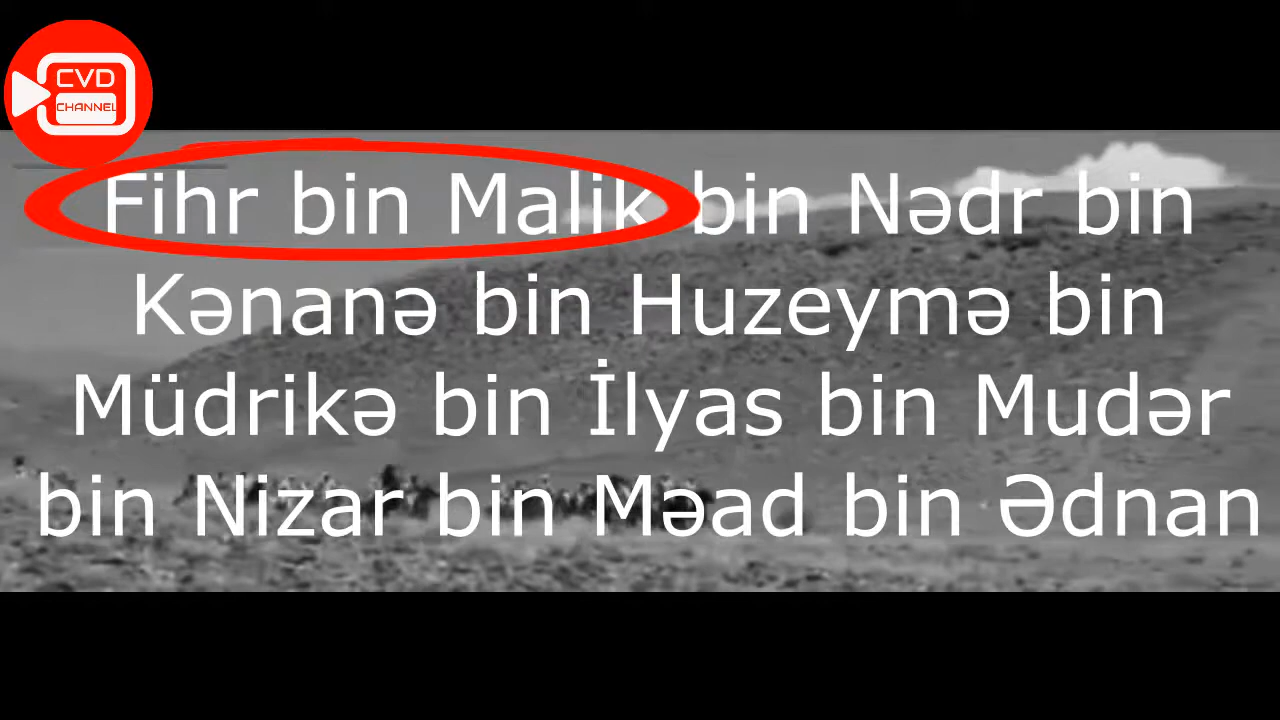 CVD
CHANNEL
Fihr bin Malik bin Nədr bin
Kənanə bin Huzeymə bin
Müdrikə bin İlyas bin Mudər
bin Nizar bin Məad bin Ədnan